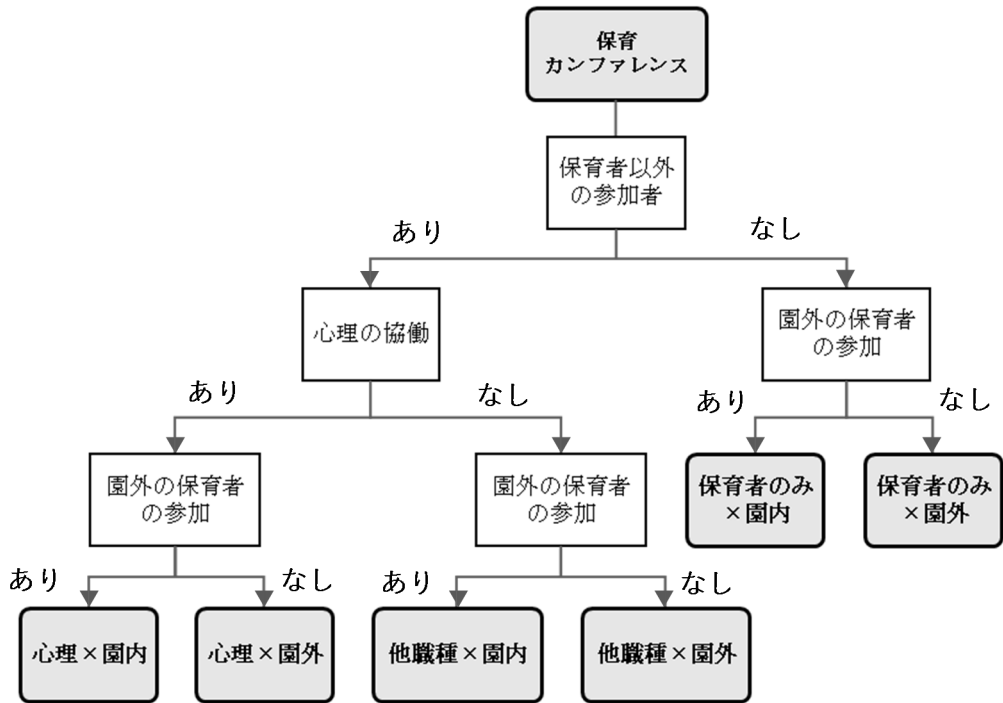 保育
カンファレンス
保育者以外
の参加者
あり
なし
心理の協働
園外の保育者
の参加
あり
なし
あり
なし
園外の保育者
の参加
園外の保育者
の参加
保育者のみ
×園内
保育者のみ
×園外
あり
なし
あり
なし
心理×園内
心理×園外
他職種×園内
他職種×園外